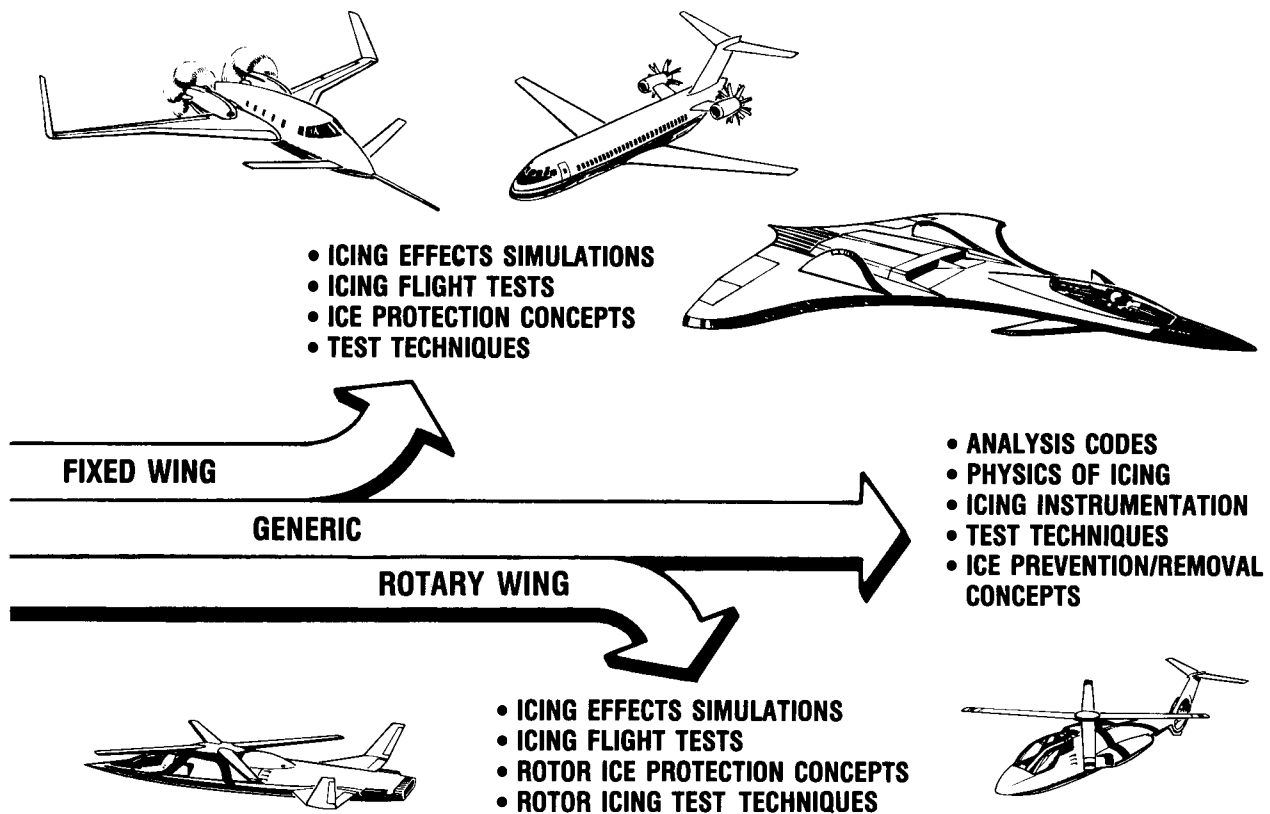 • ICING EFFECTS SIMULATIONS
• ICING FLIGHT TESTS
• ICE PROTECTION CONCEPTS
• TEST TECHNIQUES
FIXED WING
GENERIC
ROTARY WING
• ANALYSIS CODES
• PHYSICS OF ICING
• ICING INSTRUMENTATION
• TEST TECHNIQUES
• ICE PREVENTION/REMOVAL
CONCEPTS
• ICING EFFECTS SIMULATIONS
• ICING FLIGHT TESTS
• ROTOR ICE PROTECTION CONCEPTS
• ROTOR ICING TEST TECHNIQUES